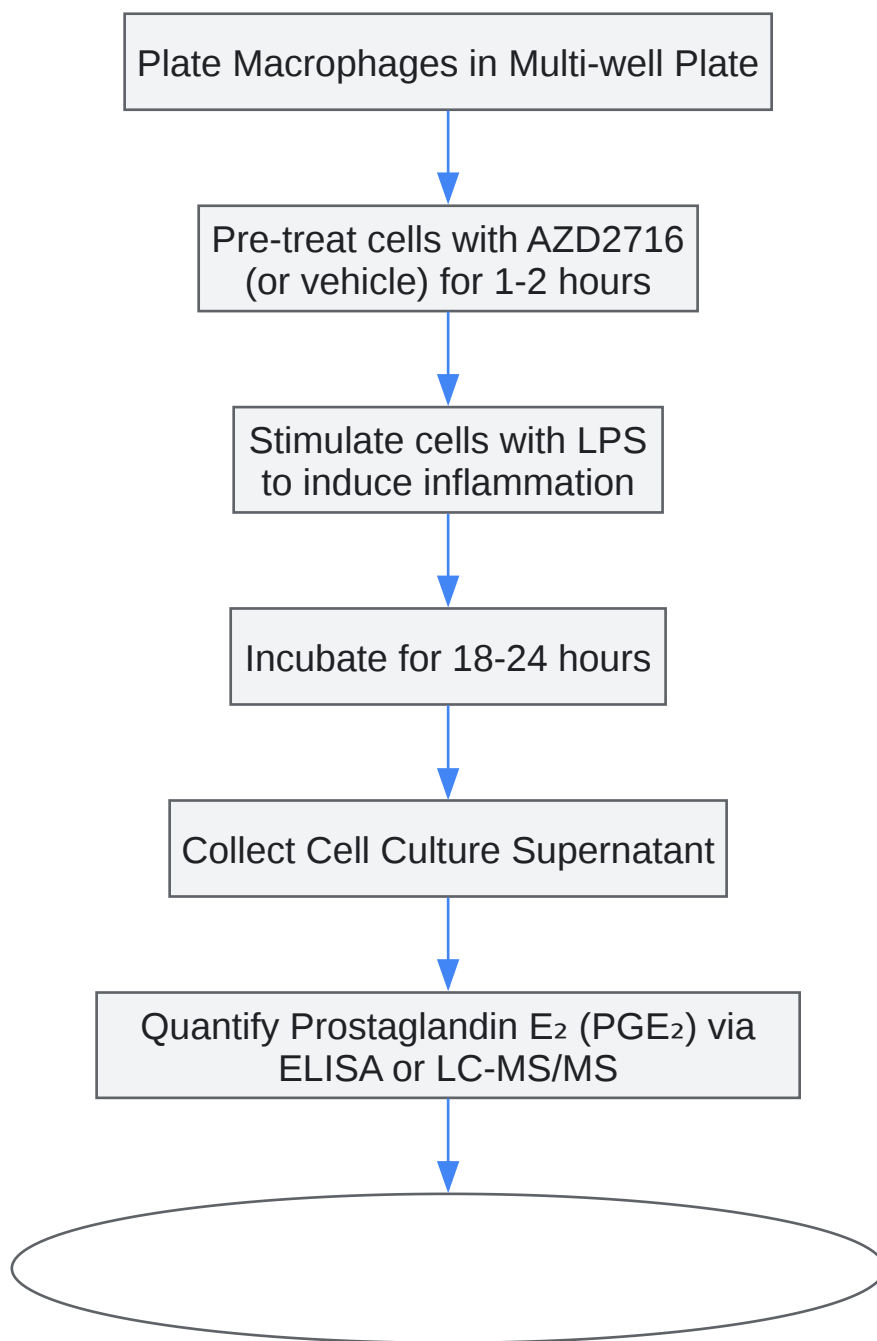 Plate Macrophages in Multi-well Plate
Pre-treat cells with AZD2716
(or vehicle) for 1-2 hours
Stimulate cells with LPS
to induce inflammation
Incubate for 18-24 hours
Collect Cell Culture Supernatant
Quantify Prostaglandin E₂ (PGE₂) via
ELISA or LC-MS/MS